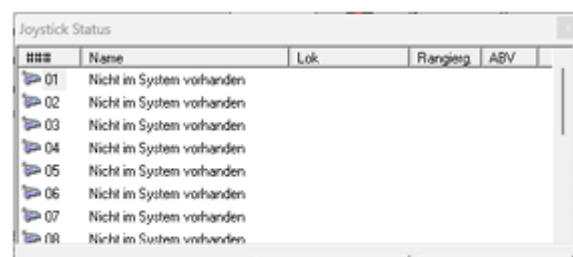 Joystick Status
### Name Lok Rangierg. ABV
01 Nicht im System vorhanden
02 Nicht im System vorhanden
03 Nicht im System vorhanden
04 Nicht im System vorhanden
05 Nicht im System vorhanden
06 Nicht im System vorhanden
07 Nicht im System vorhanden
08 Nicht im System vorhanden